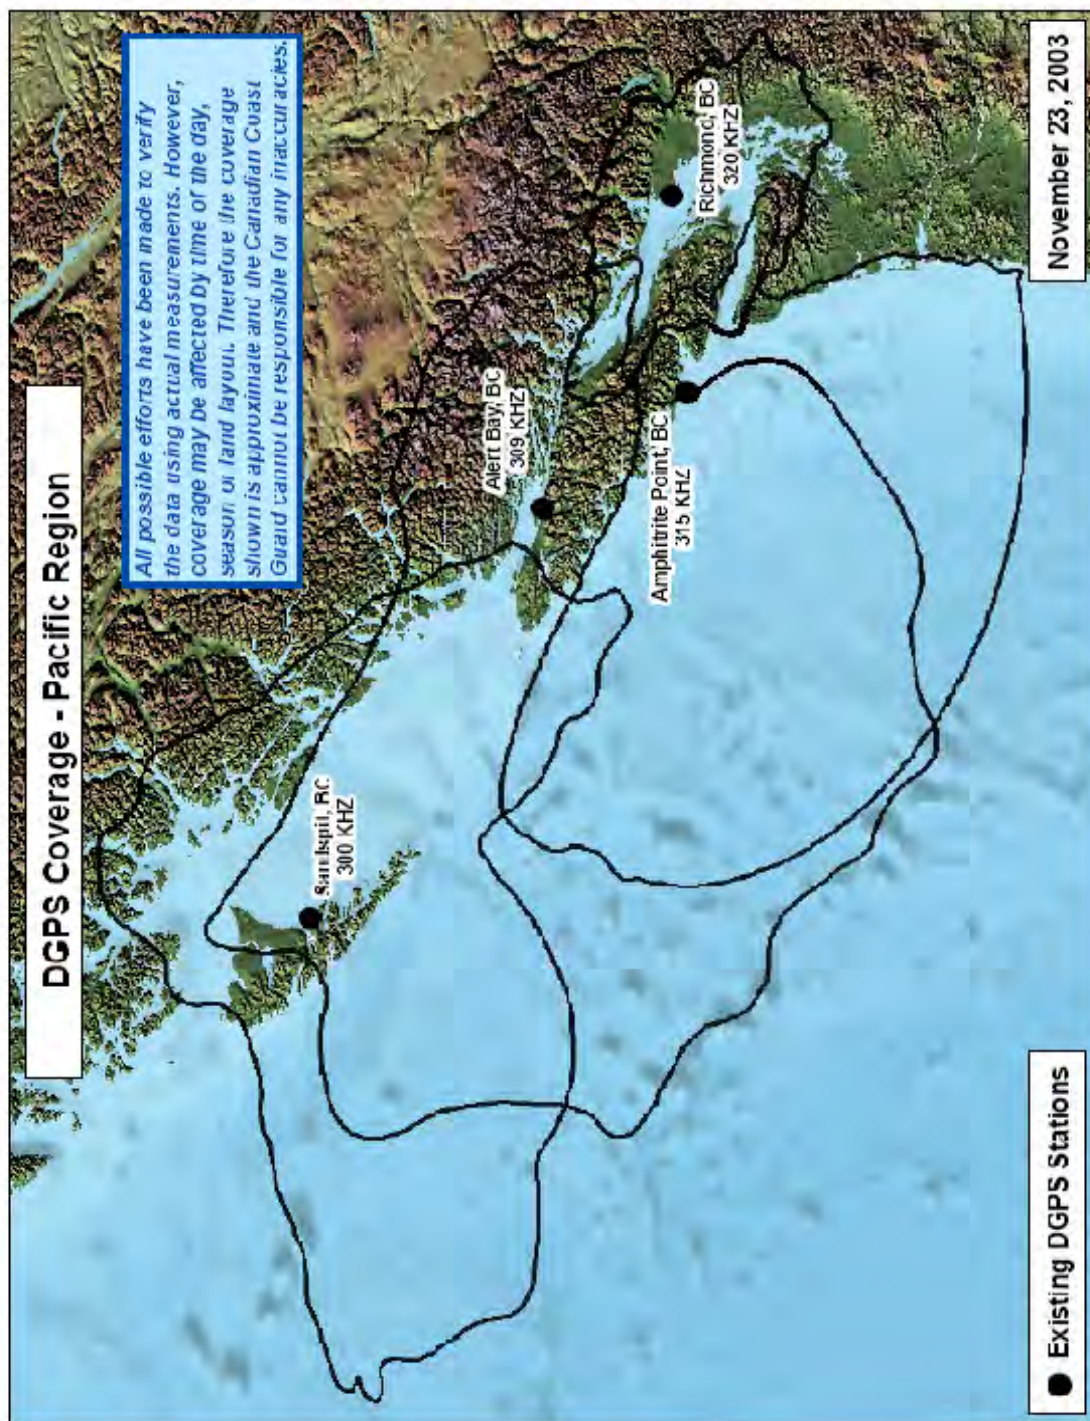 DGPS Coverage - Pacific Region
All possible efforts have been made to verify
the data using actual measurements. However,
coverage may be affected by time of the day,
season or land layout. Therefore the coverage
shown is approximate and the Canadian Coast
Guard cannot be responsible for any inaccuracies.
Sandspit, BC
300 KHZ
Alert Bay, BC
309 KHZ
Amphitrite Point, BC
315 KHZ
Richmond, BC
320 KHZ
Existing DGPS Stations
November 23, 2003